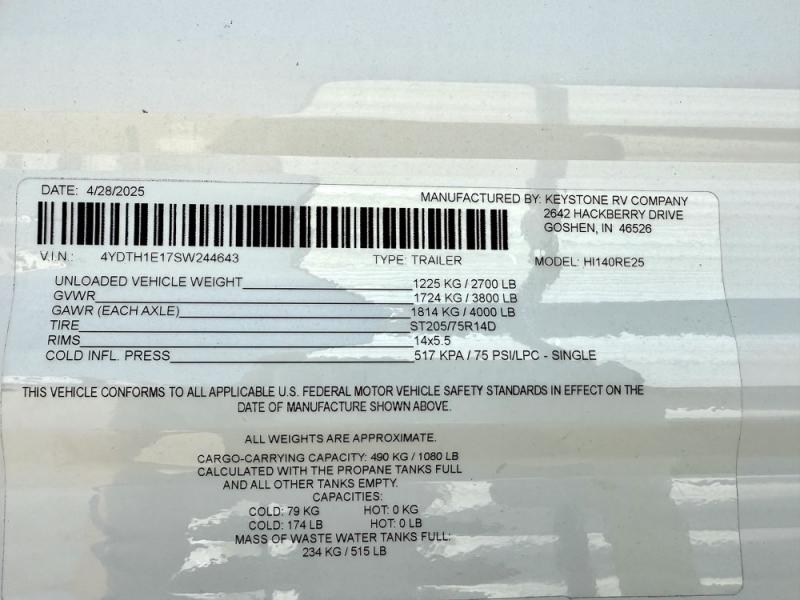 DATE: 4/28/2025 MANUFACTURED BY: KEYSTONE RV COMPANY
2642 HACKBERRY DRIVE
GOSHEN, IN 46526
V.I.N.: 4YDTH1E17SW244643 TYPE: TRAILER MODEL: HI140RE25
UNLOADED VEHICLE WEIGHT 1225 KG / 2700 LB
GVWR 1724 KG / 3800 LB
GAWR (EACH AXLE) 1814 KG / 4000 LB
TIRE ST205/75R14D
RIMS 14x5.5
COLD INFL. PRESS 517 KPA / 75 PSI/LPC - SINGLE
THIS VEHICLE CONFORMS TO ALL APPLICABLE U.S. FEDERAL MOTOR VEHICLE SAFETY STANDARDS IN EFFECT ON THE
DATE OF MANUFACTURE SHOWN ABOVE.
ALL WEIGHTS ARE APPROXIMATE.
CARGO-CARRYING CAPACITY: 490 KG / 1080 LB
CALCULATED WITH THE PROPANE TANKS FULL
AND ALL OTHER TANKS EMPTY.
CAPACITIES:
COLD: 79 KG HOT: 0 KG
COLD: 174 LB HOT: 0 LB
MASS OF WASTE WATER TANKS FULL:
234 KG / 515 LB